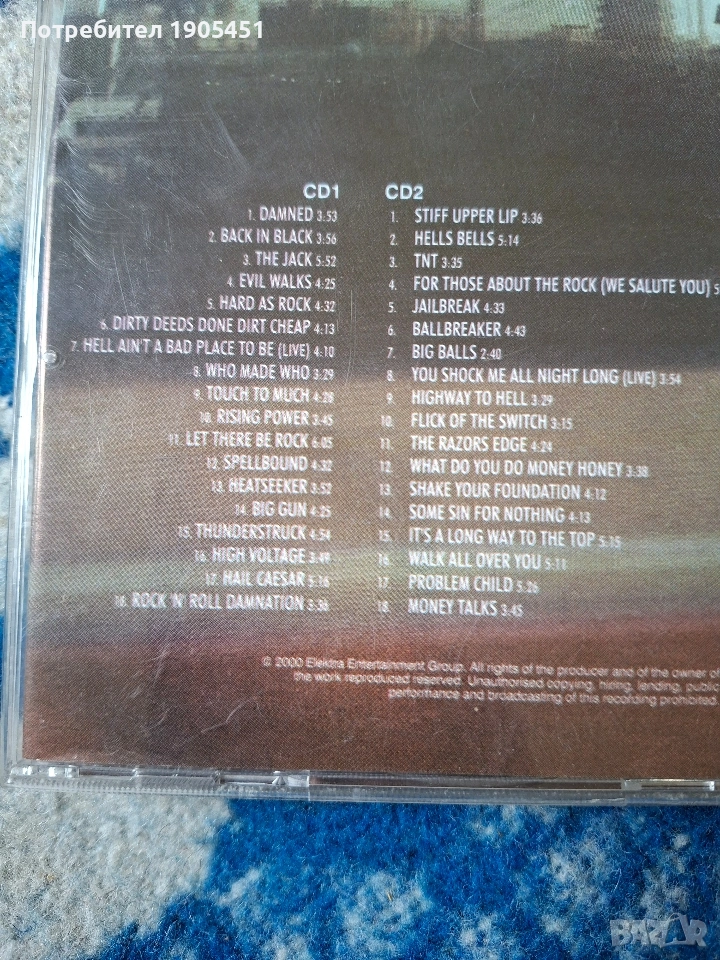 Потребител 1905451
CD1
1. DAMNED 3:53
2. BACK IN BLACK 3:56
3. THE JACK 5:52
4. EVIL WALKS 4:25
5. HARD AS ROCK 4:32
6. DIRTY DEEDS DONE DIRT CHEAP 4:13
7. HELL AIN'T A BAD PLACE TO BE (LIVE) 4:10
8. WHO MADE WHO 3:29
9. TOUCH TO MUCH 4:28
10. RISING POWER 3:45
11. LET THERE BE ROCK 6:05
12. SPELLBOUND 4:32
13. HEATSEEKER 3:52
14. BIG GUN 4:25
15. THUNDERSTRUCK 4:54
16. HIGH VOLTAGE 3:49
17. HAIL CAESAR 5:16
18. ROCK 'N' ROLL DAMNATION 3:38
CD2
1. STIFF UPPER LIP 3:36
2. HELLS BELLS 5:14
3. TNT 3:35
4. FOR THOSE ABOUT THE ROCK (WE SALUTE YOU) 5
5. JAILBREAK 4:33
6. BALLBREAKER 4:43
7. BIG BALLS 2:40
8. YOU SHOCK ME ALL NIGHT LONG (LIVE) 3:54
9. HIGHWAY TO HELL 3:29
10. FLICK OF THE SWITCH 3:15
11. THE RAZORS EDGE 4:24
12. WHAT DO YOU DO MONEY HONEY 3:38
13. SHAKE YOUR FOUNDATION 4:12
14. SOME SIN FOR NOTHING 4:13
15. IT'S A LONG WAY TO THE TOP 5:15
16. WALK ALL OVER YOU 5:11
17. PROBLEM CHILD 5:26
18. MONEY TALKS 3:45
© 2000 Elektra Entertainment Group. All rights of the producer and of the owner of
the work reproduced reserved. Unauthorised copying, hiring, lending, public
performance and broadcasting of this recording prohibited.
BAZAR